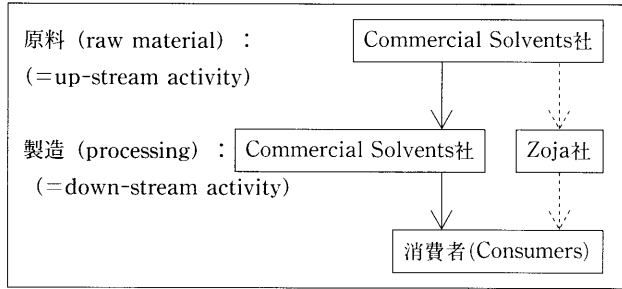 原料 (raw material) :
Commercial Solvents社
(=up-stream activity)
製造 (processing) :
Commercial Solvents社
Zoja社
(=down-stream activity)
消費者(Consumers)